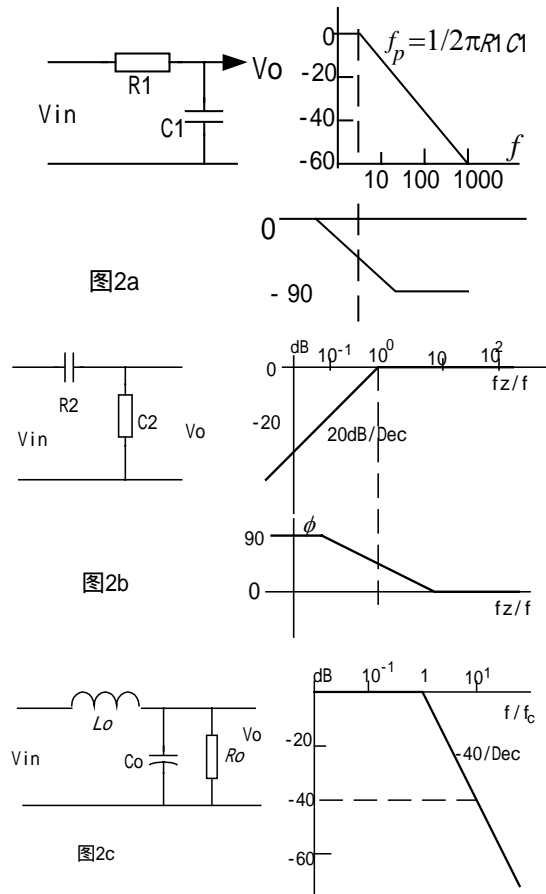 R1
Vo
Vin
C1
0
-20
-40
-60
f_p=1/2πR1C1
f
10 100 1000
0
- 90
图2a
R2
C2
Vin
Vo
dB
10^-1 10^0 10 10^2
0
fz/f
-20
20dB/Dec
90
ϕ
0
fz/f
图2b
Lo
Vin
Co
Ro
Vo
dB
10^-1 1 10^1
f/f_c
-20
-40/Dec
-40
-60
图2c